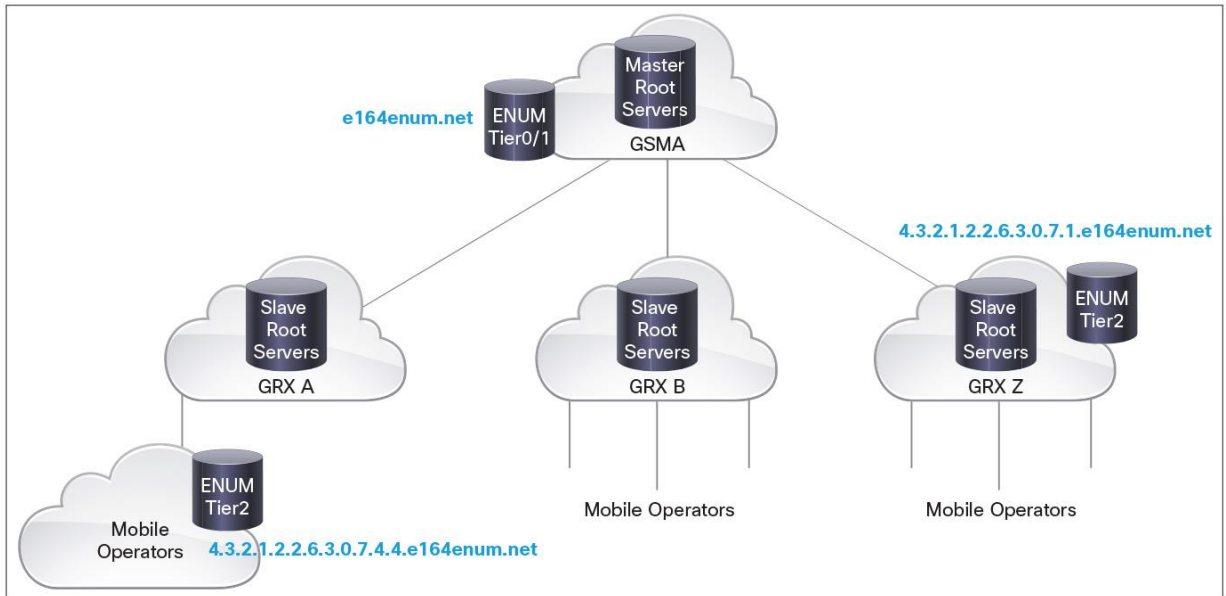 Master
Root
Servers
GSMA
e164enum.net
ENUM
Tier0/1
4.3.2.1.2.2.6.3.0.7.1.e164enum.net
Slave
Root
Servers
GRX A
Slave
Root
Servers
GRX B
Slave
Root
Servers
GRX Z
ENUM
Tier2
ENUM
Tier2
Mobile
Operators
4.3.2.1.2.2.6.3.0.7.4.4.e164enum.net
Mobile Operators
Mobile Operators